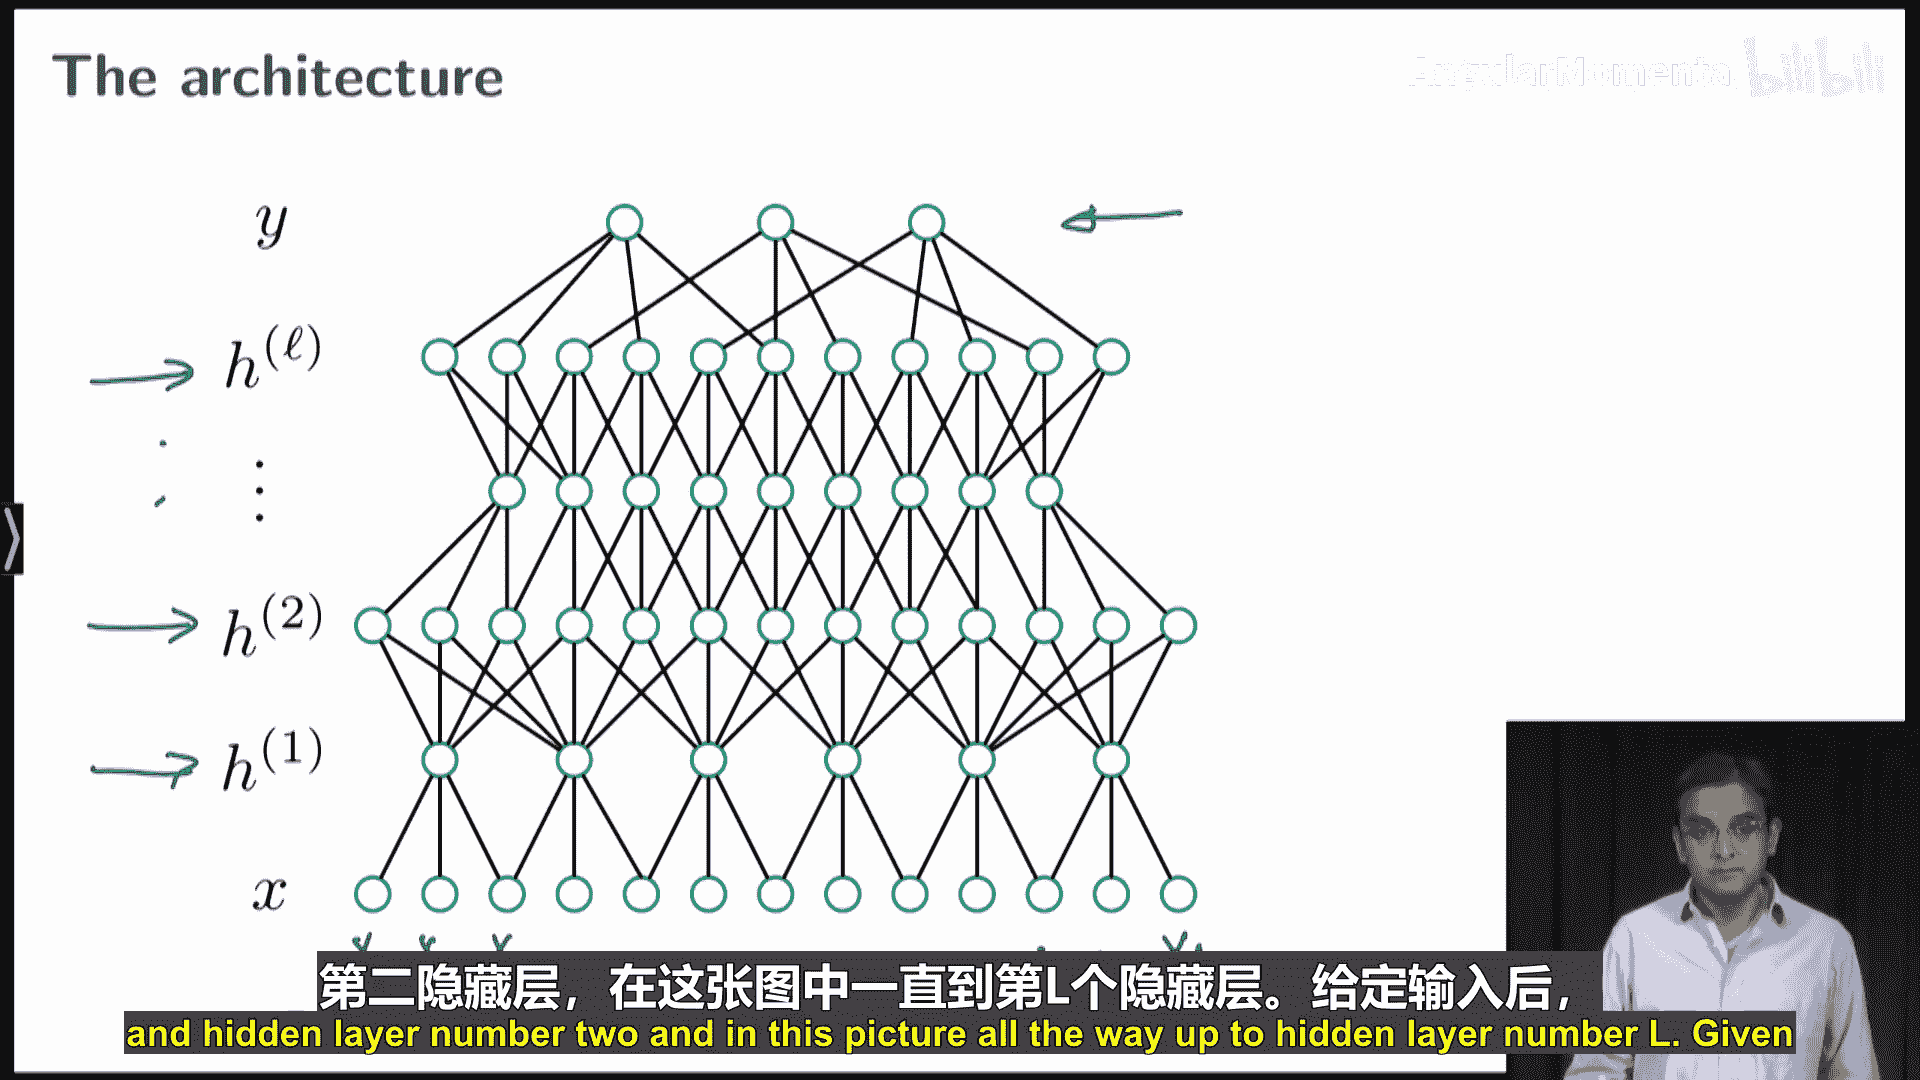 The architecture
AngularMomenta bilibili
y
h^{(ℓ)}
⋮
h^{(2)}
h^{(1)}
x
第二隐藏层，在这张图中一直到第L个隐藏层。给定输入后，
and hidden layer number two and in this picture all the way up to hidden layer number L. Given